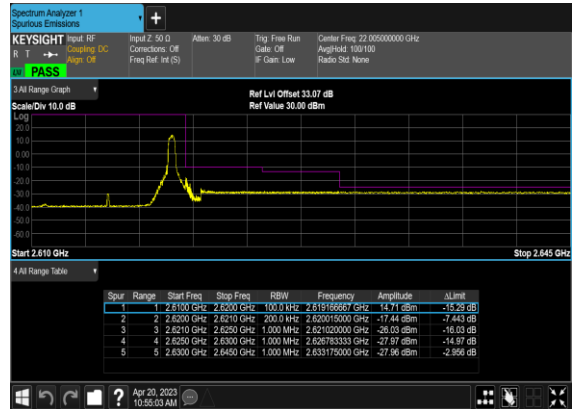 Spectrum Analyzer 1
Spurious Emissions
KEYSIGHT Input: RF Input Z: 50 Ω Atten: 30 dB Trig: Free Run Center Freq: 22.005000000 GHz
R T Coupling: DC Corrections: Off Gate: Off Avg|Hold: 100/100
Align: Off Freq Ref: Int (S) IF Gain: Low Radio Std: None
PASS
3 All Range Graph
Ref Lvl Offset 33.07 dB
Scale/Div 10.0 dB Ref Value 30.00 dBm
Log
20.0
10.0
0.00
-10.0
-20.0
-30.0
-40.0
-50.0
-60.0
Start 2.610 GHz Stop 2.645 GHz
4 All Range Table
Spur Range Start Freq Stop Freq RBW Frequency Amplitude ΔLimit
1 1 2.6100 GHz 2.6200 GHz 100.0 kHz 2.619166667 GHz 14.71 dBm -15.29 dB
2 2 2.6200 GHz 2.6210 GHz 200.0 kHz 2.620015000 GHz -17.44 dBm -7.443 dB
3 3 2.6210 GHz 2.6250 GHz 1.000 MHz 2.621020000 GHz -26.03 dBm -16.03 dB
4 4 2.6250 GHz 2.6300 GHz 1.000 MHz 2.626783333 GHz -27.97 dBm -14.97 dB
5 5 2.6300 GHz 2.6450 GHz 1.000 MHz 2.633175000 GHz -27.96 dBm -2.956 dB
Apr 20, 2023
10:55:03 AM